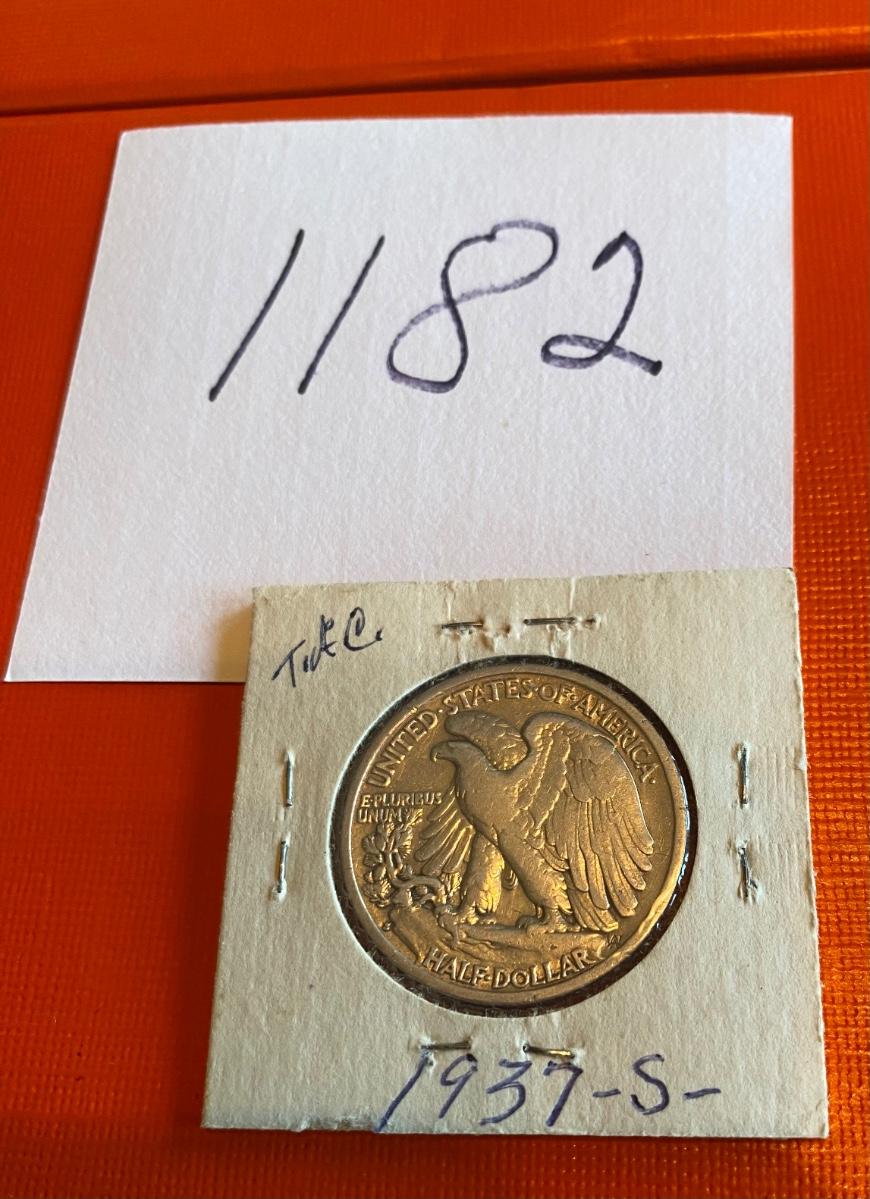 1182
T.A.C.
UNITED·STATES·OF·AMERICA·
E·PLURIBUS
UNUM
HALF·DOLLAR
1937-S-